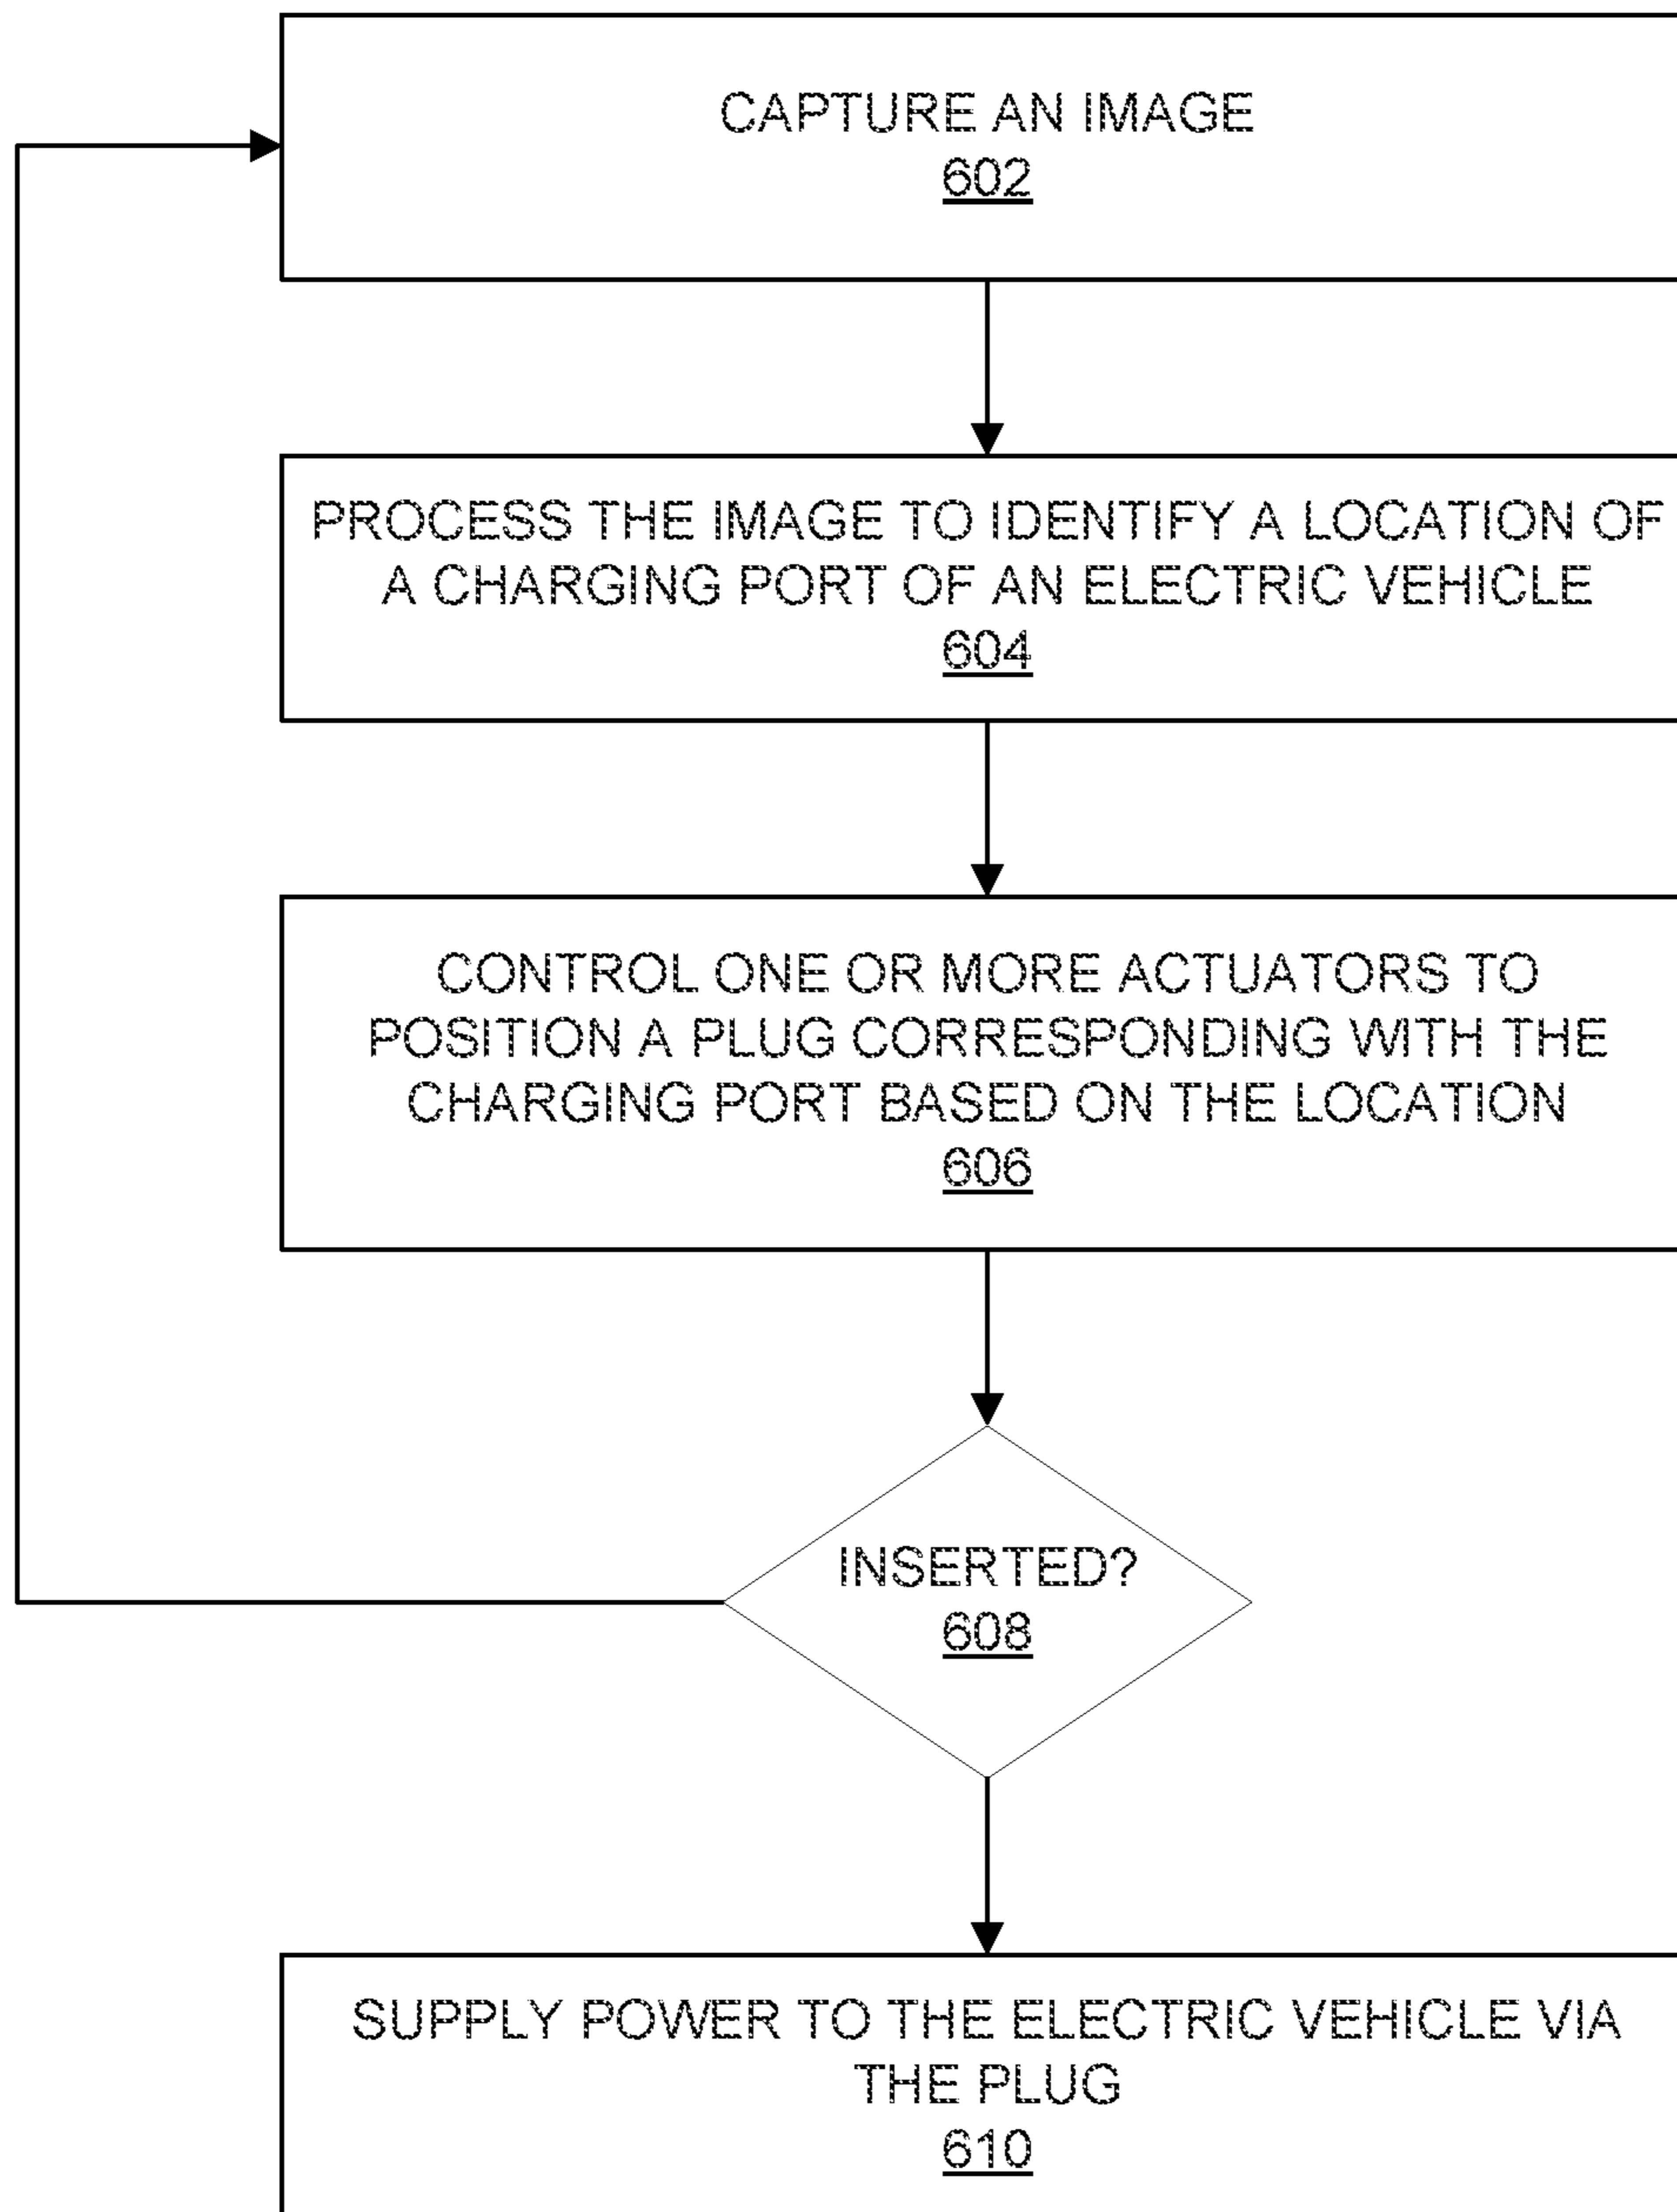 CAPTURE AN IMAGE
602
PROCESS THE IMAGE TO IDENTIFY A LOCATION OF
A CHARGING PORT OF AN ELECTRIC VEHICLE
604
CONTROL ONE OR MORE ACTUATORS TO
POSITION A PLUG CORRESPONDING WITH THE
CHARGING PORT BASED ON THE LOCATION
606
INSERTED?
608
SUPPLY POWER TO THE ELECTRIC VEHICLE VIA
THE PLUG
610